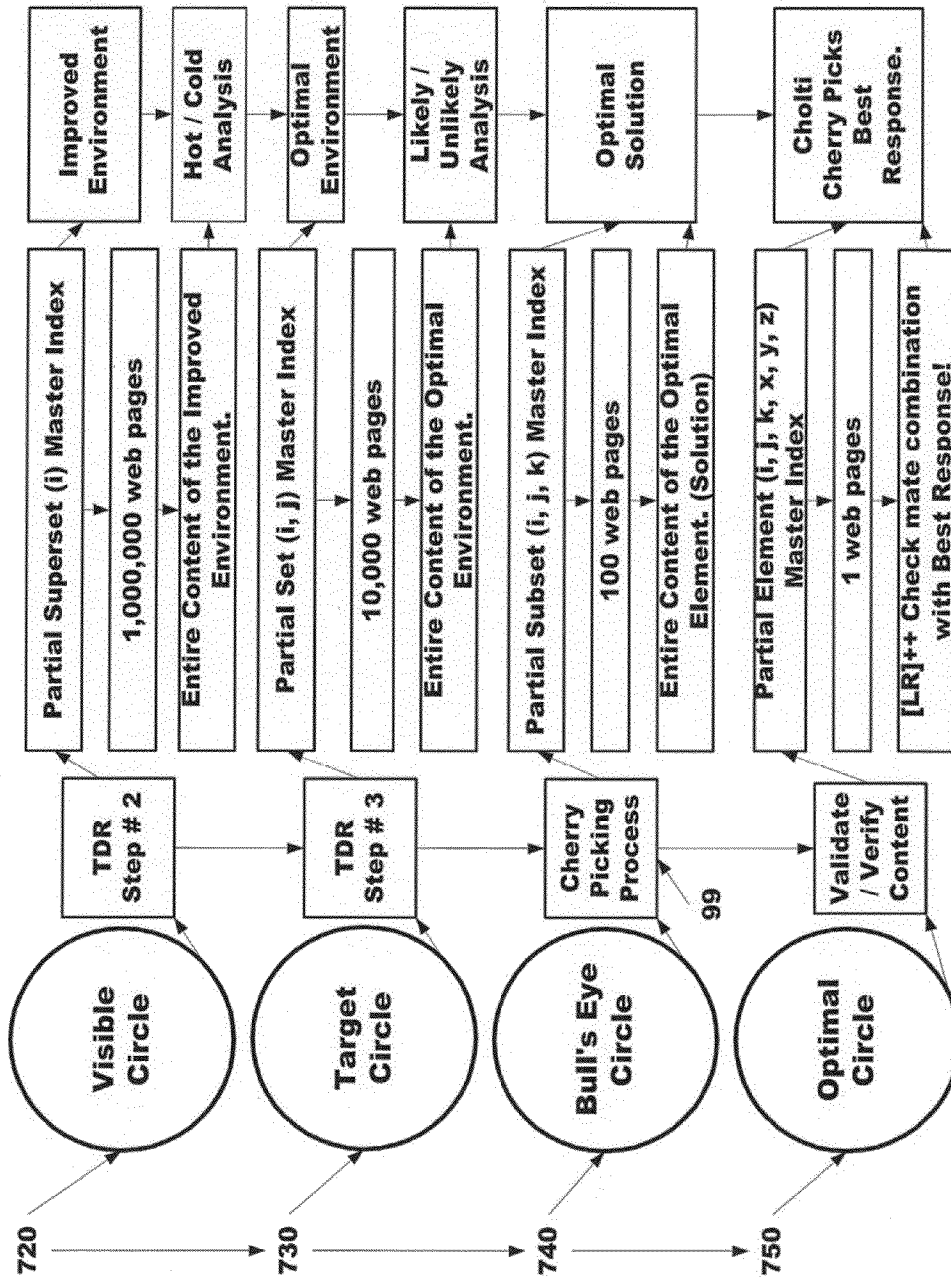 720
Visible
Circle
TDR
Step # 2
Partial Superset (i) Master Index
1,000,000 web pages
Entire Content of the Improved
Environment.
Improved
Environment
Hot / Cold
Analysis
730
Target
Circle
TDR
Step # 3
Partial Set (i, j) Master Index
10,000 web pages
Entire Content of the Optimal
Environment.
Optimal
Environment
Likely /
Unlikely
Analysis
740
Bull's Eye
Circle
Cherry
Picking
Process
99
Partial Subset (i, j, k) Master Index
100 web pages
Entire Content of the Optimal
Element. (Solution)
Optimal
Solution
750
Optimal
Circle
Validate
/ Verify
Content
Partial Element (i, j, k, x, y, z)
Master Index
1 web pages
[LR]++ Check mate combination
with Best Response!
Cholti
Cherry Picks
Best
Response.